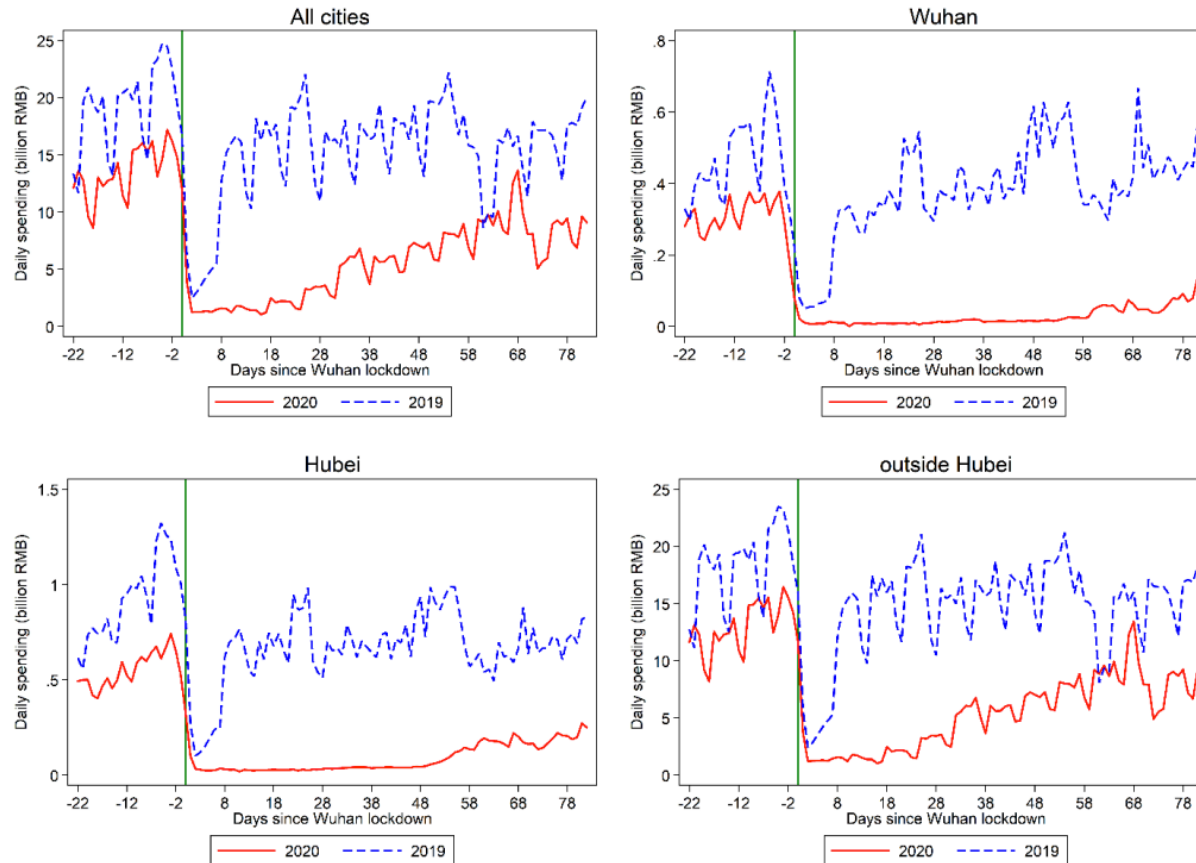 All cities
Daily spending (billion RMB)
25
20
15
10
5
0
-22 -12 -2 8 18 28 38 48 58 68 78
Days since Wuhan lockdown
2020 2019
Wuhan
Daily spending (billion RMB)
.8
.6
.4
.2
0
-22 -12 -2 8 18 28 38 48 58 68 78
Days since Wuhan lockdown
2020 2019
Hubei
Daily spending (billion RMB)
1.5
1
.5
0
-22 -12 -2 8 18 28 38 48 58 68 78
Days since Wuhan lockdown
2020 2019
outside Hubei
Daily spending (billion RMB)
25
20
15
10
5
0
-22 -12 -2 8 18 28 38 48 58 68 78
Days since Wuhan lockdown
2020 2019